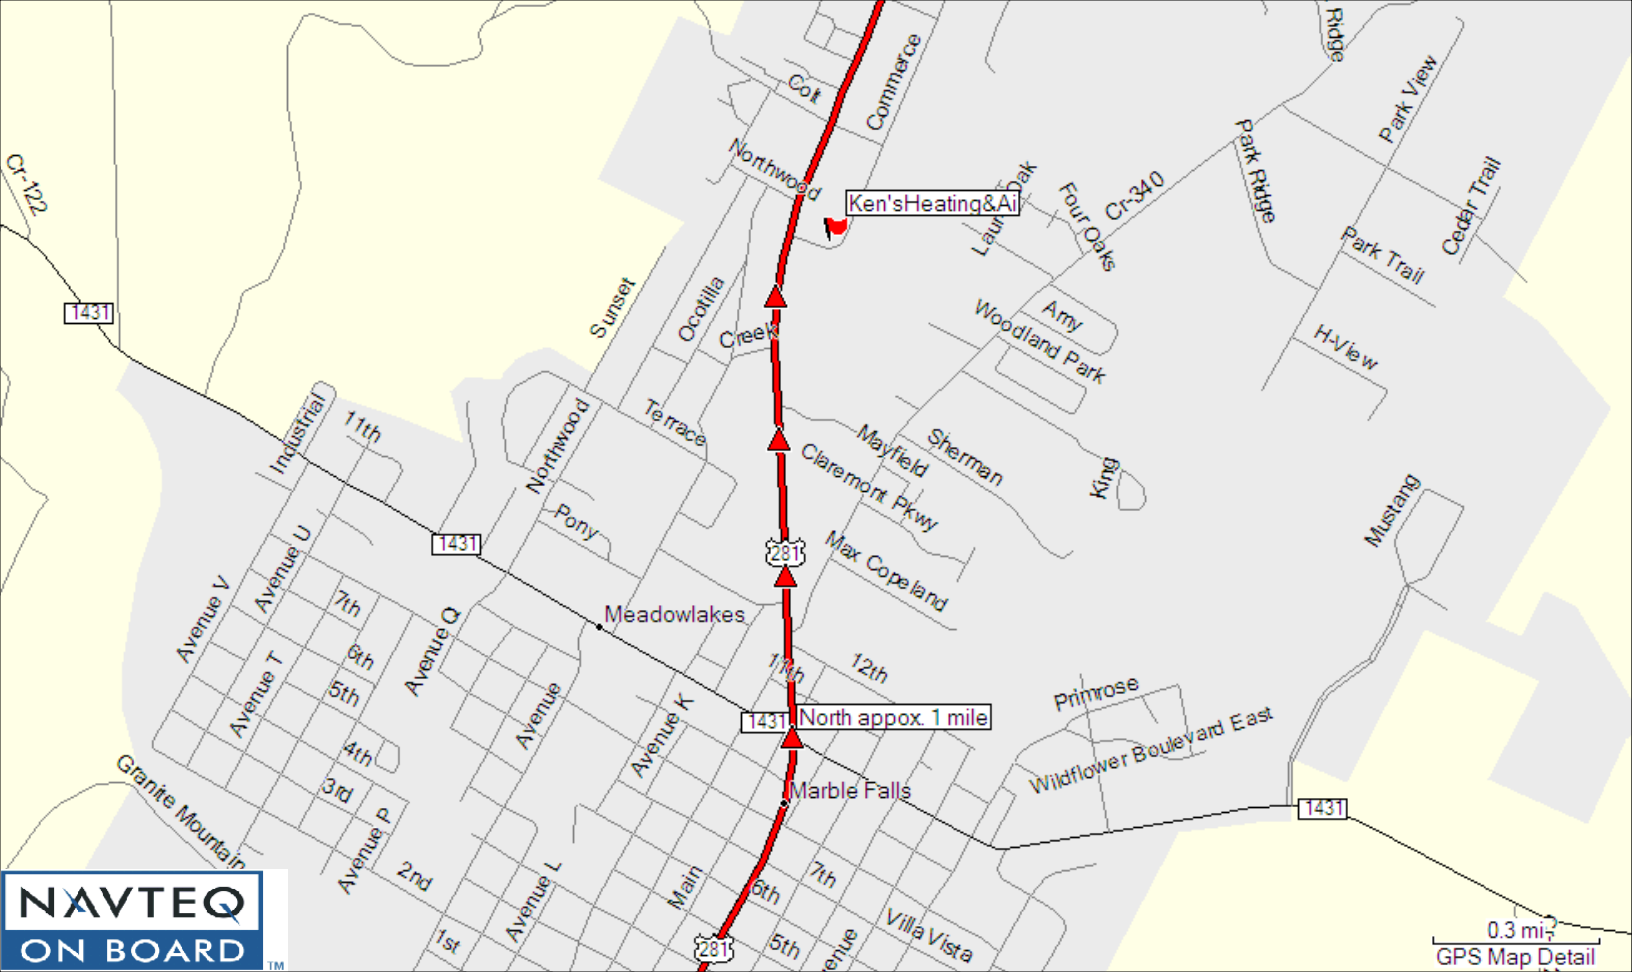 Ridge
Commerce
Colt
Park View
Northwood
Cr-122
Park Ridge
Oak
Cr-340
Cedar Trail
Ken'sHeating&Ai
Four Oaks
Park Trail
Sunset
Ocotilla
1431
Amy
Woodland Park
Creek
H-View
Industrial
11th
Northwood
Terrace
Mayfield
Sherman
Claremont Pkwy
King
Mustang
Pony
1431
281
Max Copeland
Avenue U
Avenue V
7th
Meadowlakes
Avenue Q
6th
11th
12th
5th
Avenue T
Primrose
Avenue
Avenue K
1431
North appox. 1 mile
Wildflower Boulevard East
4th
Granite Mountain
3rd
Marble Falls
1431
Avenue P
2nd
Avenue L
Main
6th
7th
Villa Vista
1st
281
5th
enue
0.3 mi
GPS Map Detail
NAVTEQ
ON BOARD
TM